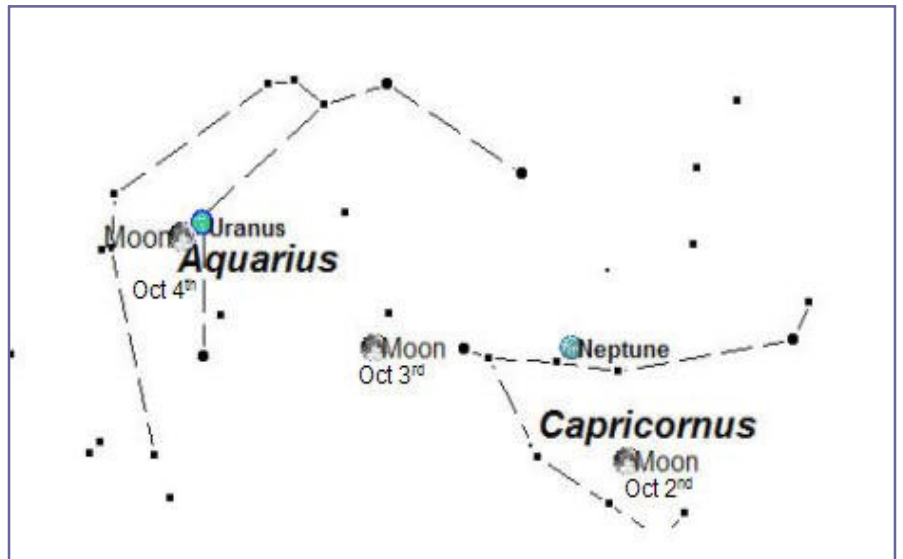 Moon Uranus
Aquarius
Oct 4th
Moon
Oct 3rd
Neptune
Capricornus
Moon
Oct 2nd